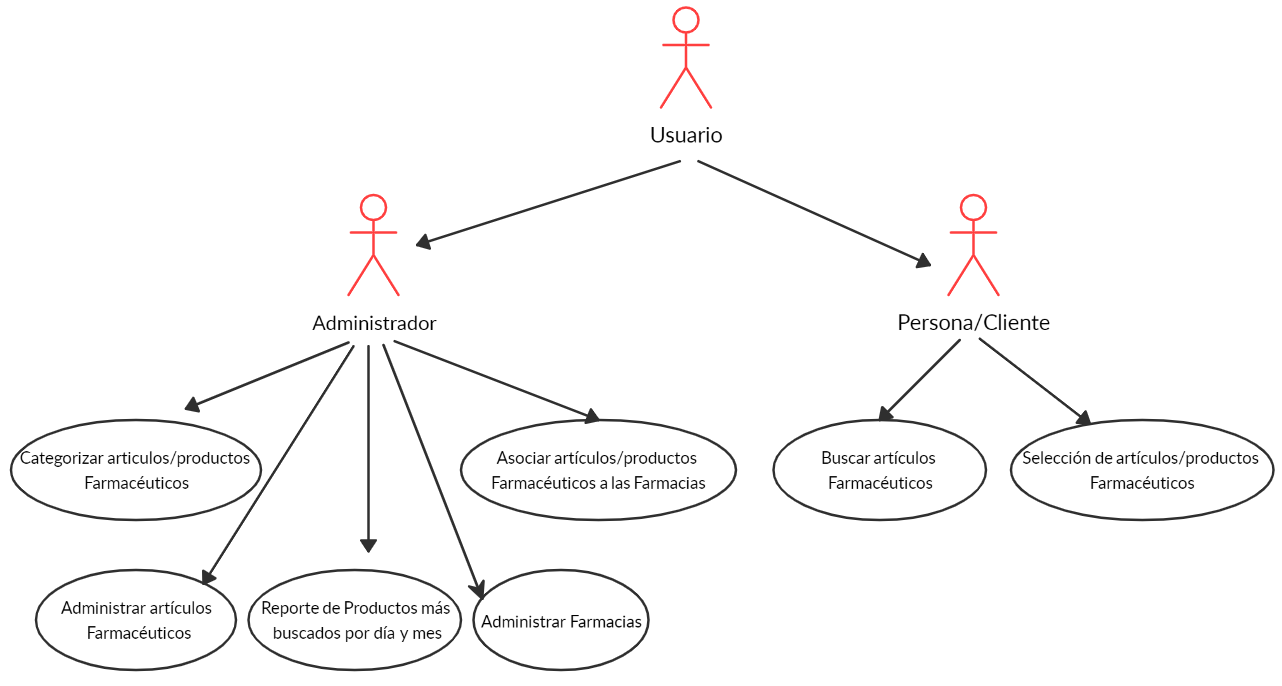 Usuario
Administrador
Persona/Cliente
Categorizar articulos/productos
Farmacéuticos
Asociar artículos/productos
Farmacéuticos a las Farmacias
Buscar artículos
Farmacéuticos
Selección de artículos/productos
Farmacéuticos
Administrar artículos
Farmacéuticos
Reporte de Productos más
buscados por día y mes
Administrar Farmacias